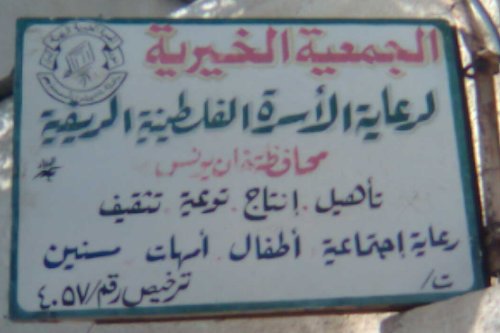 الجمعية الخيرية
لرعاية الأسرة الفلسطينية الريفية
محافظة خان يونس
تأهيل . إنتاج . توعية . تثقيف
رعاية إجتماعية أطفال أمهات مسنين
ت/ ترخيص رقم/٤٠٥٧